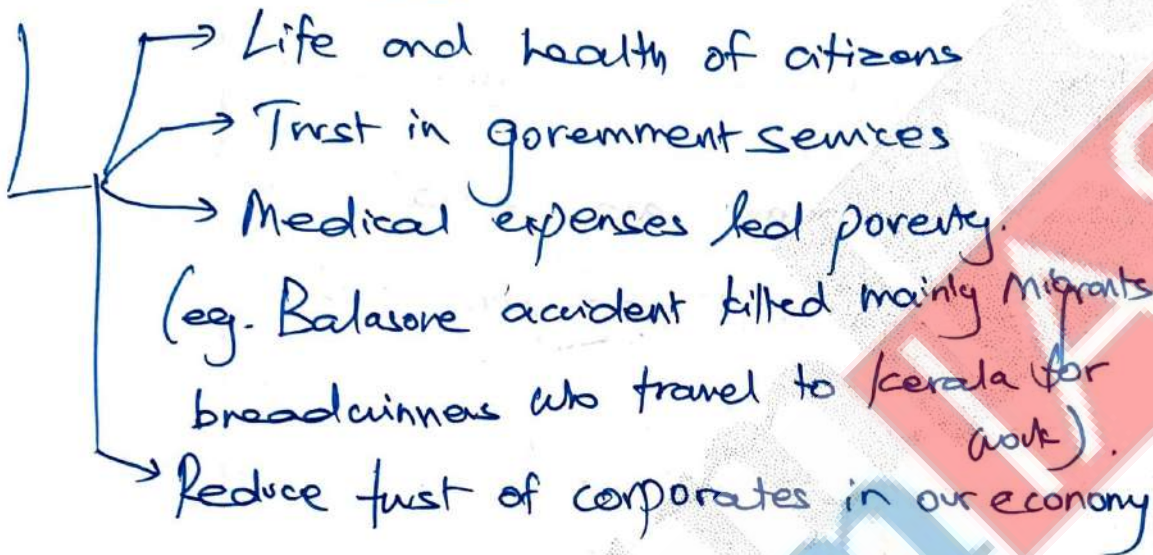 Life and health of citizens
Trust in government services
Medical expenses led poverty.
(eg. Balasore accident killed mainly Migrants
breadwinners who travel to Kerala for
work).
Reduce trust of corporates in our economy